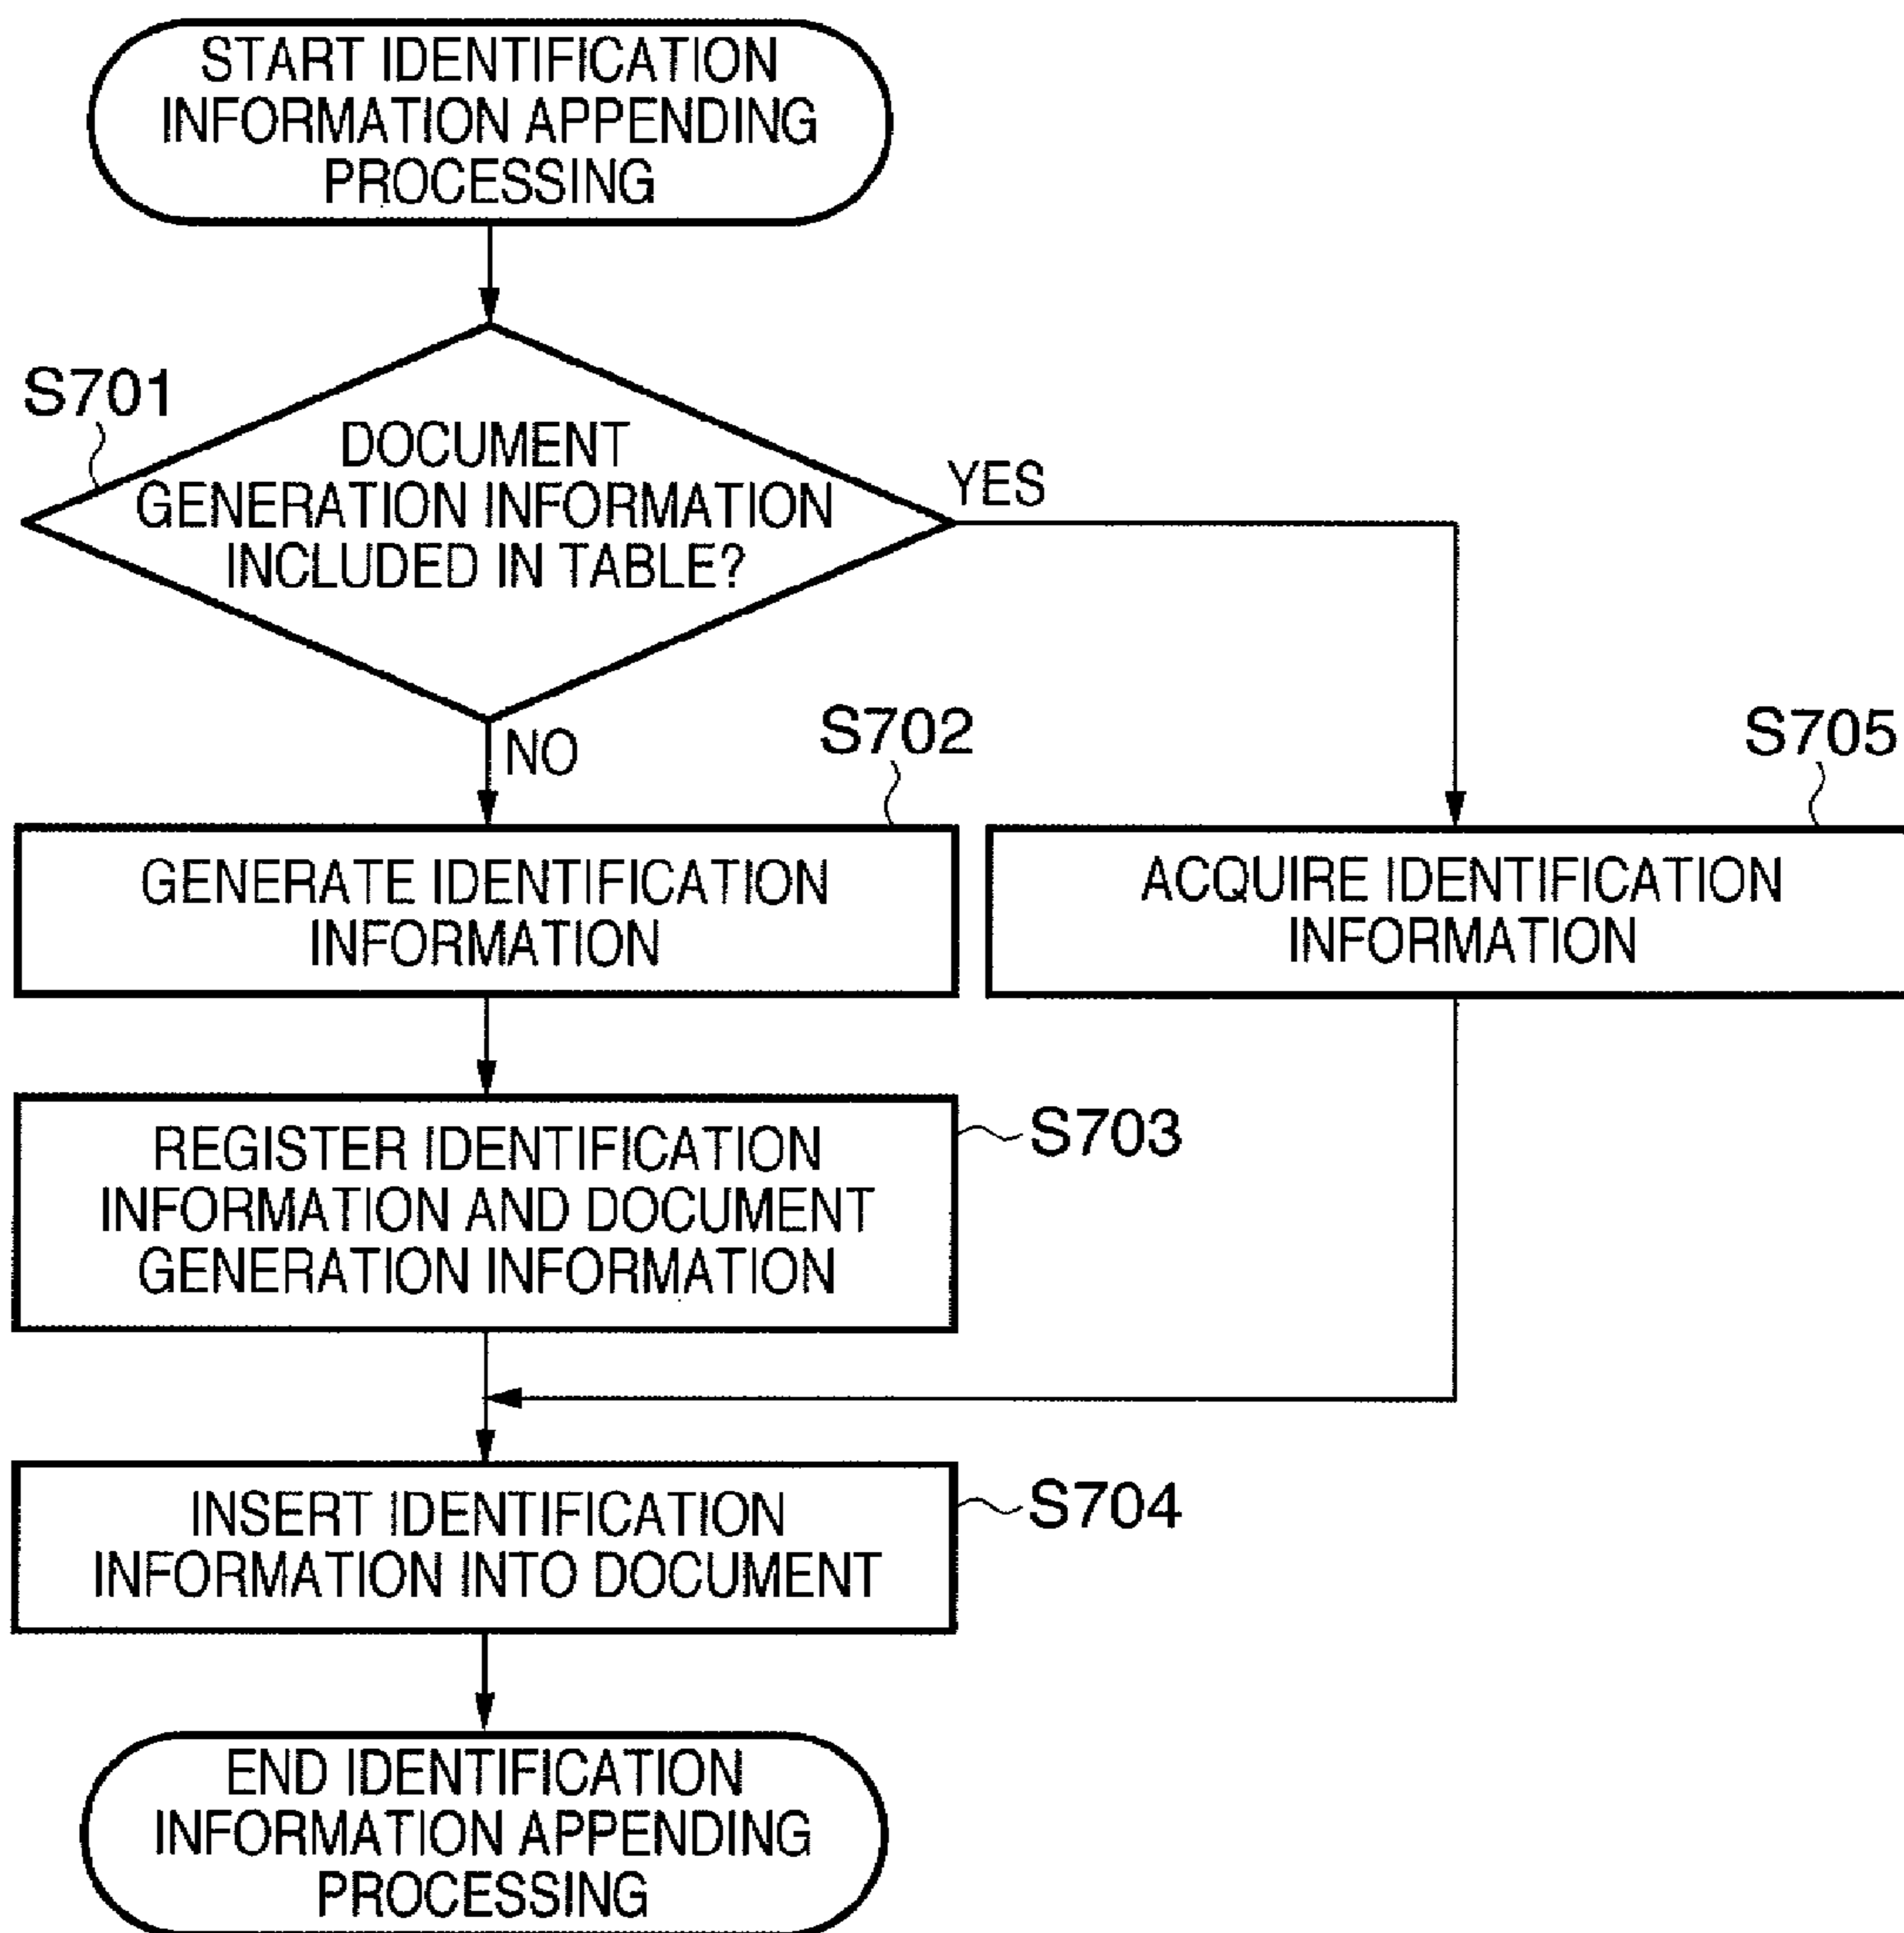 START IDENTIFICATION
INFORMATION APPENDING
PROCESSING
S701
DOCUMENT
GENERATION INFORMATION
INCLUDED IN TABLE?
YES
NO
S702
GENERATE IDENTIFICATION
INFORMATION
S705
ACQUIRE IDENTIFICATION
INFORMATION
REGISTER IDENTIFICATION
INFORMATION AND DOCUMENT
GENERATION INFORMATION
S703
INSERT IDENTIFICATION
INFORMATION INTO DOCUMENT
S704
END IDENTIFICATION
INFORMATION APPENDING
PROCESSING